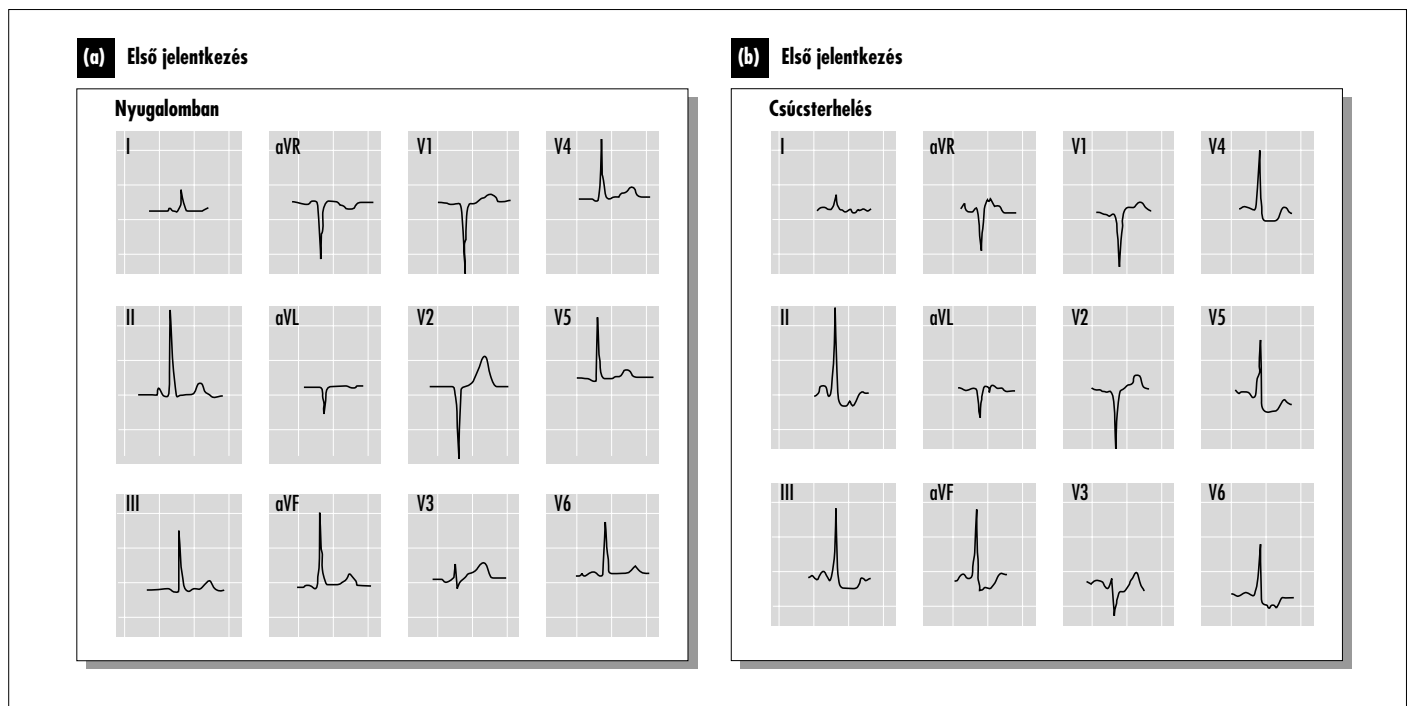 (a) Első jelentkezés
Nyugalomban
I aVR V1 V4
II aVL V2 V5
III aVF V3 V6
(b) Első jelentkezés
Csúcsterhelés
I aVR V1 V4
II aVL V2 V5
III aVF V3 V6